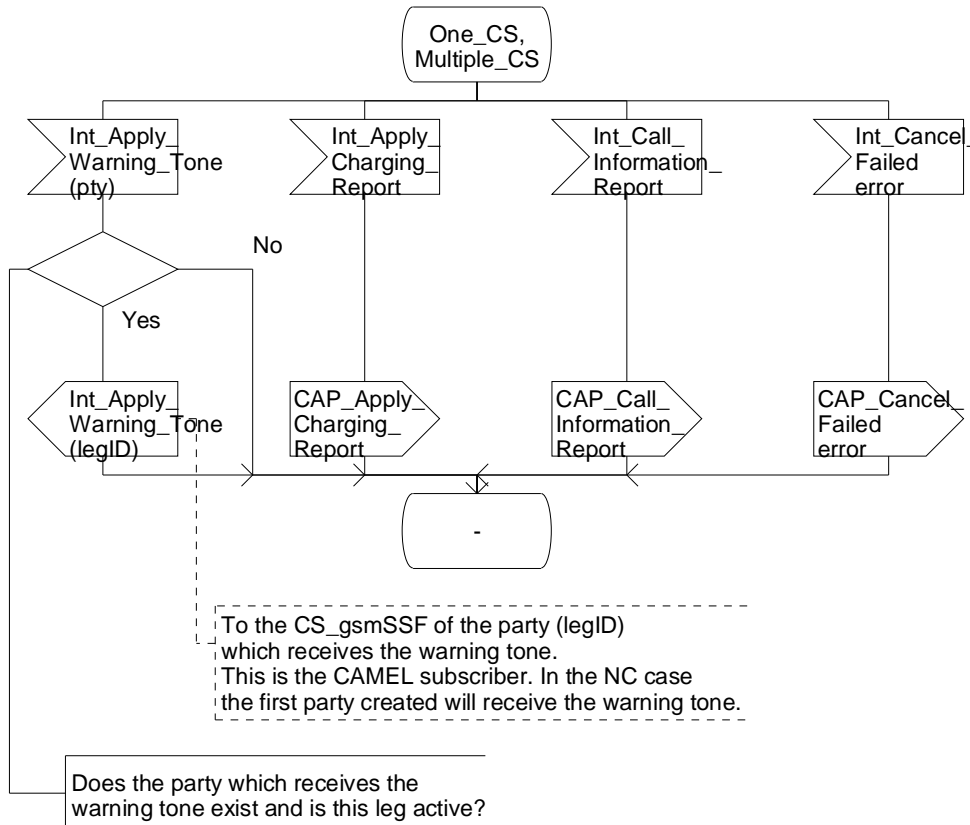 One_CS,
Multiple_CS
Int_Apply_
Warning_Tone
(pty)
Int_Apply_
Charging_
Report
Int_Call_
Information_
Report
Int_Cancel_
Failed
error
No
Yes
Int_Apply_
Warning_Tone
(legID)
CAP_Apply_
Charging_
Report
CAP_Call_
Information_
Report
CAP_Cancel_
Failed
error
-
To the CS_gsmSSF of the party (legID)
which receives the warning tone.
This is the CAMEL subscriber. In the NC case
the first party created will receive the warning tone.
Does the party which receives the
warning tone exist and is this leg active?